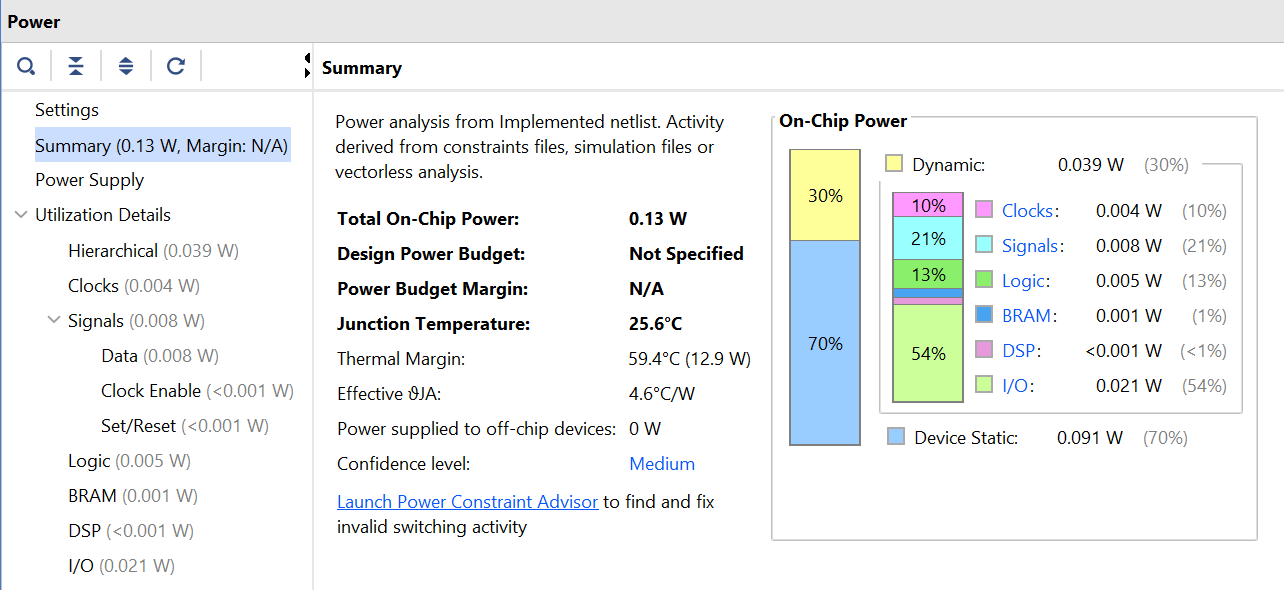 Power
Summary
Settings
Summary (0.13 W, Margin: N/A)
Power Supply
Utilization Details
Hierarchical (0.039 W)
Clocks (0.004 W)
Signals (0.008 W)
Data (0.008 W)
Clock Enable (<0.001 W)
Set/Reset (<0.001 W)
Logic (0.005 W)
BRAM (0.001 W)
DSP (<0.001 W)
I/O (0.021 W)
Power analysis from Implemented netlist. Activity
derived from constraints files, simulation files or
vectorless analysis.
Total On-Chip Power: 0.13 W
Design Power Budget: Not Specified
Power Budget Margin: N/A
Junction Temperature: 25.6°C
Thermal Margin: 59.4°C (12.9 W)
Effective ϑJA: 4.6°C/W
Power supplied to off-chip devices: 0 W
Confidence level: Medium
Launch Power Constraint Advisor to find and fix
invalid switching activity
On-Chip Power
30%
70%
Dynamic: 0.039 W (30%)
10%
21%
13%
54%
Clocks: 0.004 W (10%)
Signals: 0.008 W (21%)
Logic: 0.005 W (13%)
BRAM: 0.001 W (1%)
DSP: <0.001 W (<1%)
I/O: 0.021 W (54%)
Device Static: 0.091 W (70%)